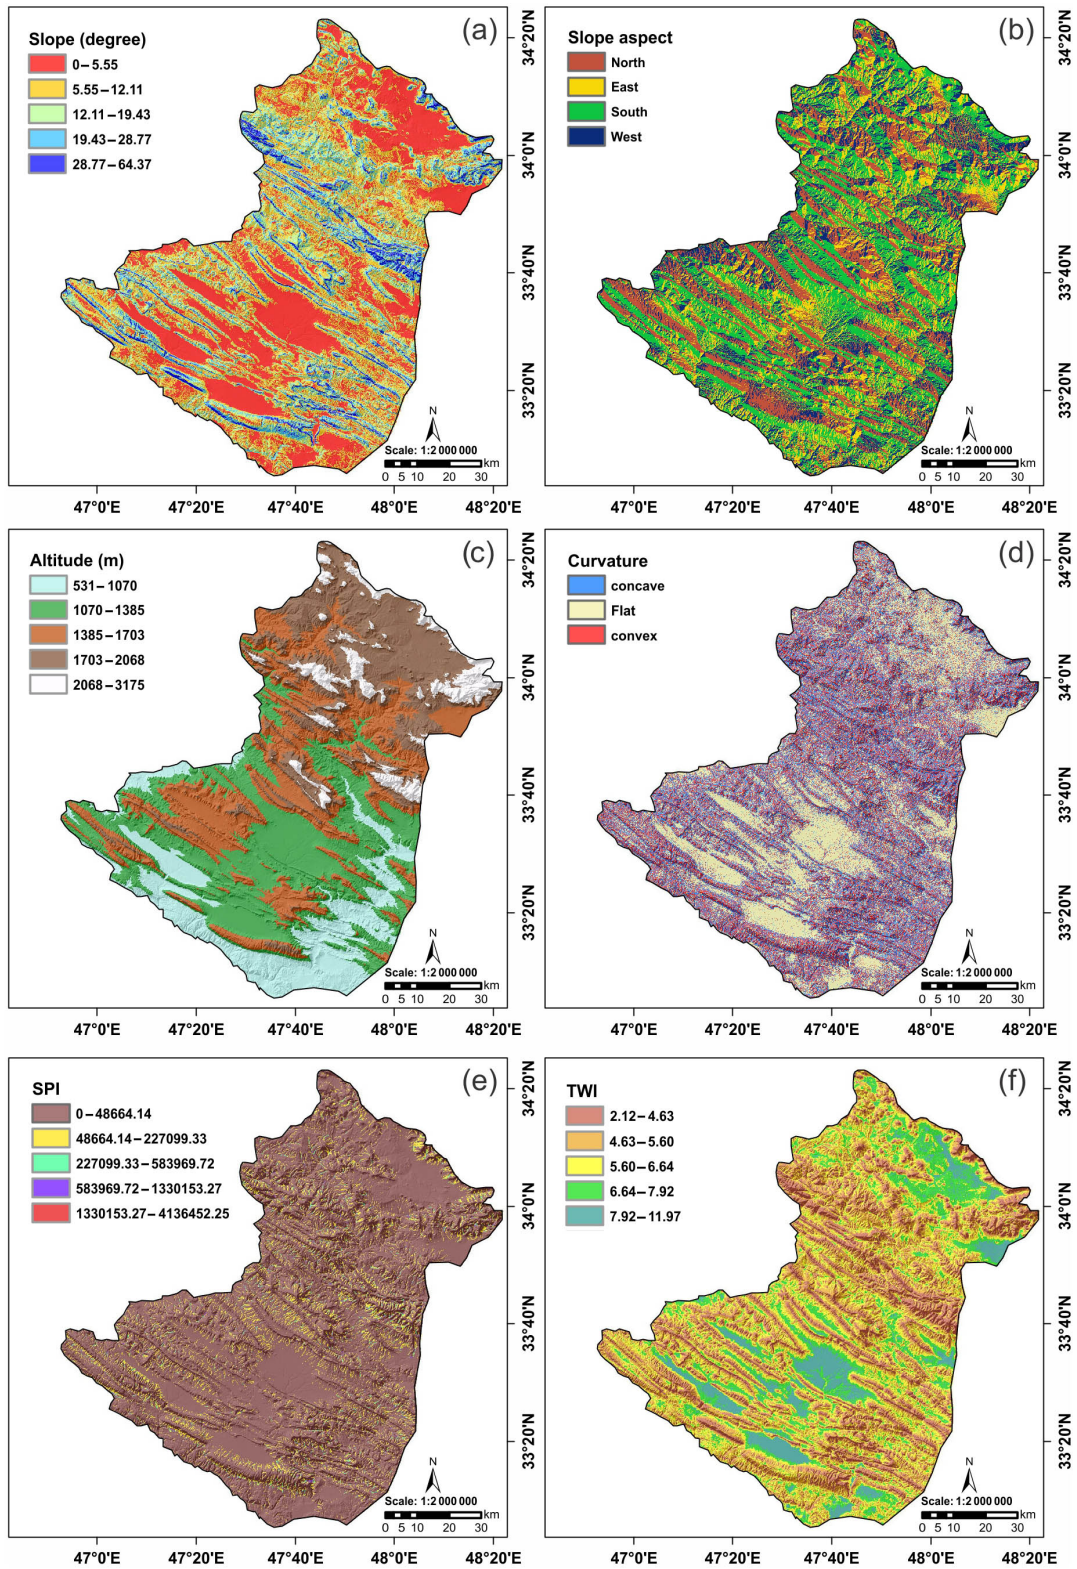 (a)
Slope (degree)
0–5.55
5.55–12.11
12.11–19.43
19.43–28.77
28.77–64.37
N
Scale: 1:2 000 000
km
0 5 10 20 30
34°20'N
34°0'N
33°40'N
33°20'N
47°0'E 47°20'E 47°40'E 48°0'E 48°20'E
(b)
Slope aspect
North
East
South
West
N
Scale: 1:2 000 000
km
0 5 10 20 30
34°20'N
34°0'N
33°40'N
33°20'N
47°0'E 47°20'E 47°40'E 48°0'E 48°20'E
(c)
Altitude (m)
531–1070
1070–1385
1385–1703
1703–2068
2068–3175
N
Scale: 1:2 000 000
km
0 5 10 20 30
34°20'N
34°0'N
33°40'N
33°20'N
47°0'E 47°20'E 47°40'E 48°0'E 48°20'E
(d)
Curvature
concave
Flat
convex
N
Scale: 1:2 000 000
km
0 5 10 20 30
34°20'N
34°0'N
33°40'N
33°20'N
47°0'E 47°20'E 47°40'E 48°0'E 48°20'E
(e)
SPI
0–48664.14
48664.14–227099.33
227099.33–583969.72
583969.72–1330153.27
1330153.27–4136452.25
N
Scale: 1:2 000 000
km
0 5 10 20 30
34°20'N
34°0'N
33°40'N
33°20'N
47°0'E 47°20'E 47°40'E 48°0'E 48°20'E
(f)
TWI
2.12–4.63
4.63–5.60
5.60–6.64
6.64–7.92
7.92–11.97
N
Scale: 1:2 000 000
km
0 5 10 20 30
34°20'N
34°0'N
33°40'N
33°20'N
47°0'E 47°20'E 47°40'E 48°0'E 48°20'E